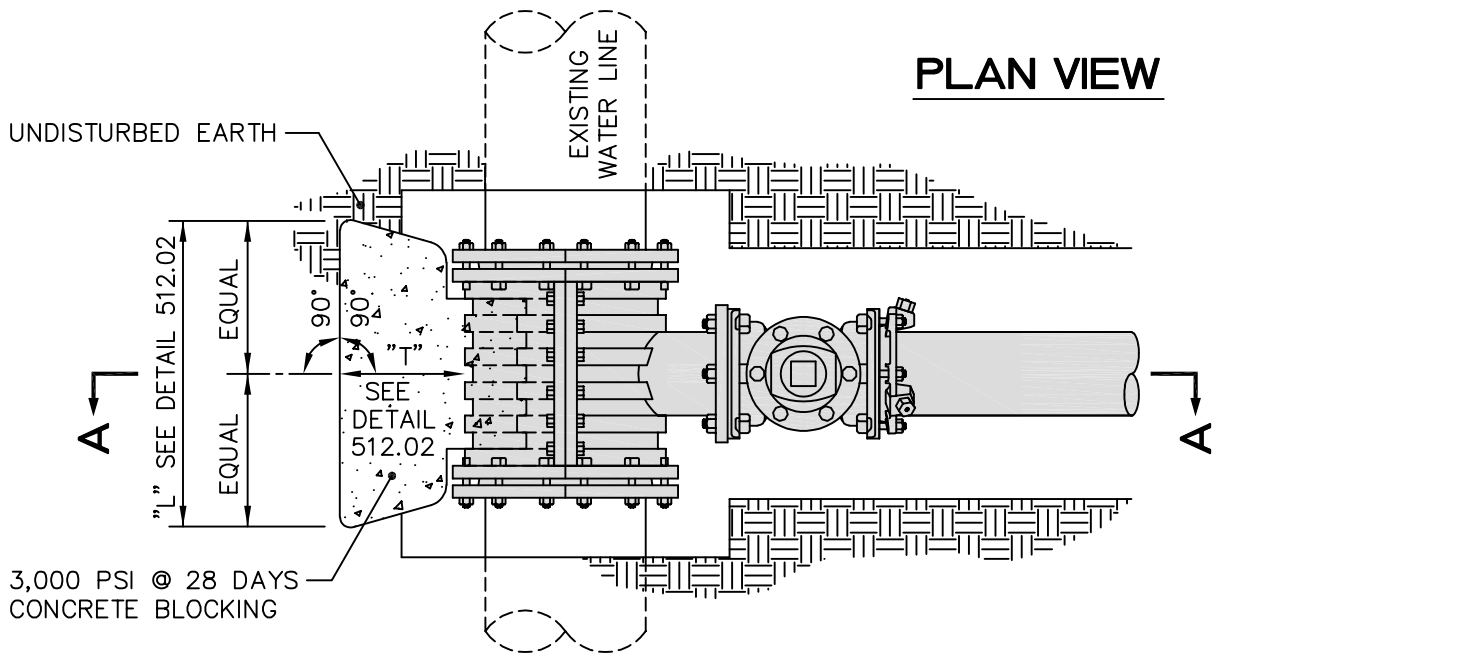 PLAN VIEW
EXISTING
WATER LINE
UNDISTURBED EARTH
"L" SEE DETAIL 512.02
EQUAL
EQUAL
90°
90°
"T"
SEE
DETAIL
512.02
A
A
3,000 PSI @ 28 DAYS
CONCRETE BLOCKING